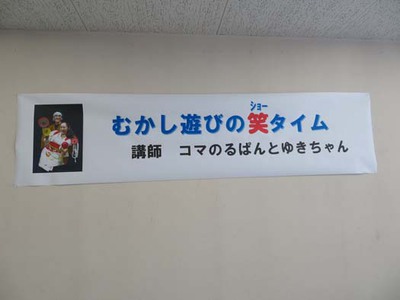 ショー
むかし遊びの笑タイム
講師 コマのるぱんとゆきちゃん